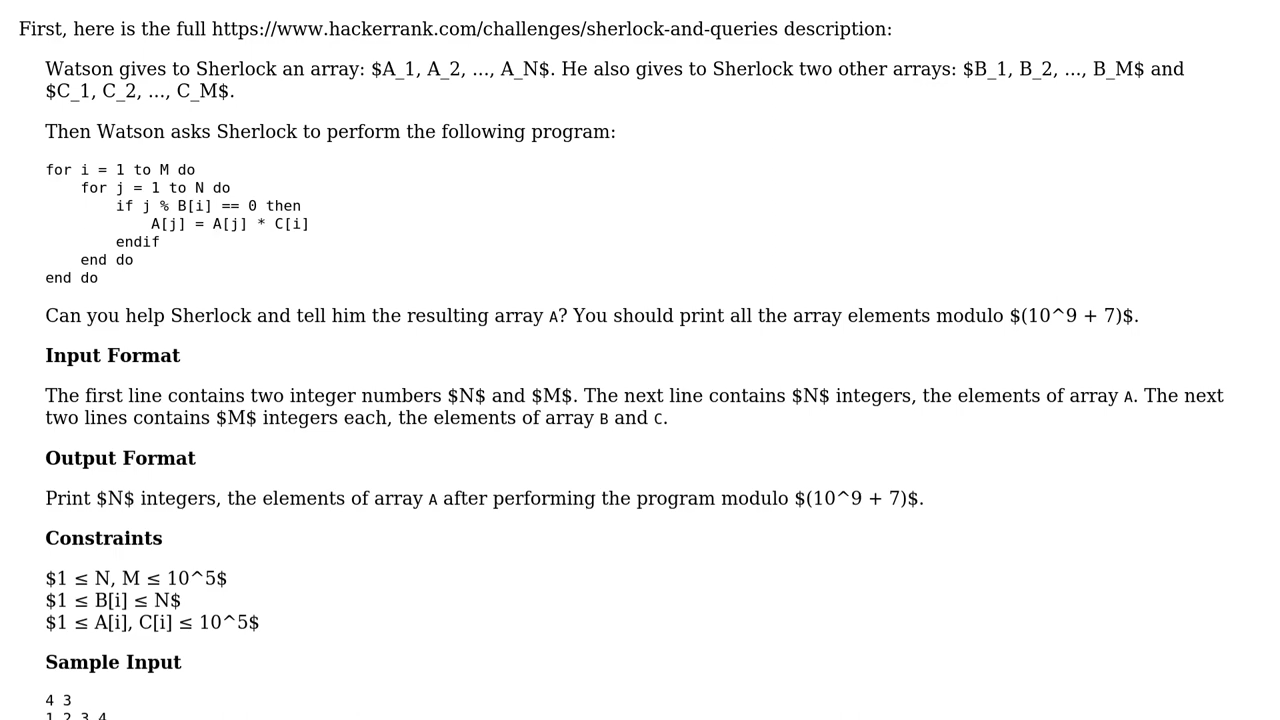 First, here is the full https://www.hackerrank.com/challenges/sherlock-and-queries description:
Watson gives to Sherlock an array: $A_1, A_2, ..., A_N$. He also gives to Sherlock two other arrays: $B_1, B_2, ..., B_M$ and
$C_1, C_2, ..., C_M$.
Then Watson asks Sherlock to perform the following program:
for i = 1 to M do
    for j = 1 to N do
        if j % B[i] == 0 then
            A[j] = A[j] * C[i]
        endif
    end do
end do
Can you help Sherlock and tell him the resulting array A? You should print all the array elements modulo $(10^9 + 7)$.
Input Format
The first line contains two integer numbers $N$ and $M$. The next line contains $N$ integers, the elements of array A. The next
two lines contains $M$ integers each, the elements of array B and C.
Output Format
Print $N$ integers, the elements of array A after performing the program modulo $(10^9 + 7)$.
Constraints
$1 ≤ N, M ≤ 10^5$
$1 ≤ B[i] ≤ N$
$1 ≤ A[i], C[i] ≤ 10^5$
Sample Input
4 3
1 2 3 4